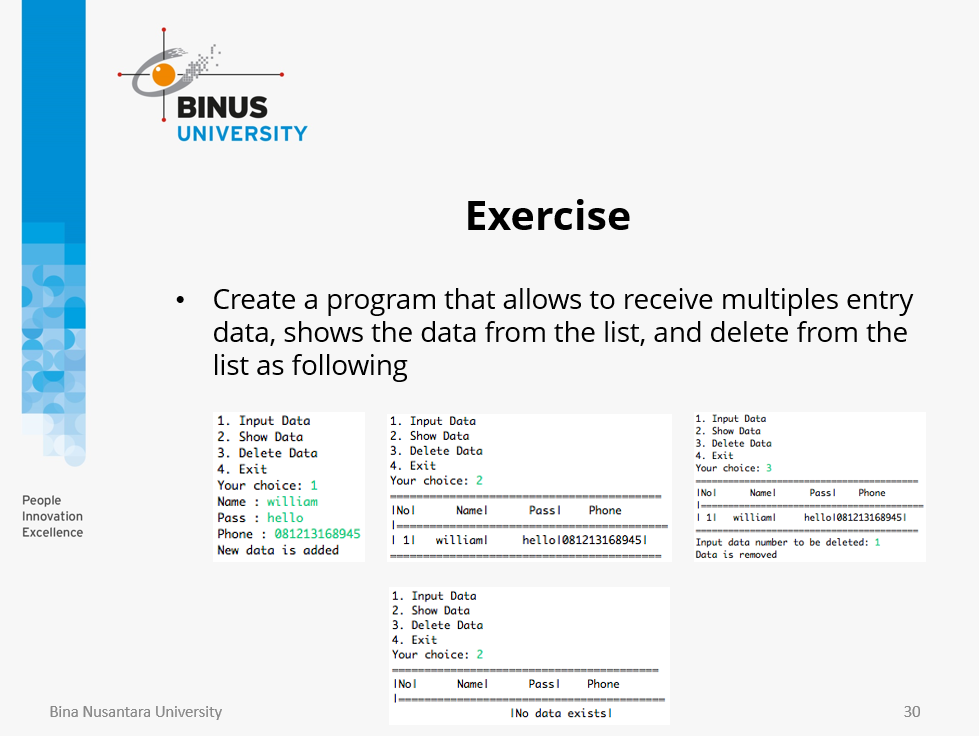 BINUS
UNIVERSITY
Exercise
• Create a program that allows to receive multiples entry
data, shows the data from the list, and delete from the
list as following
1. Input Data
2. Show Data
3. Delete Data
4. Exit
Your choice: 1
Name : william
Pass : hello
Phone : 081213168945
New data is added
1. Input Data
2. Show Data
3. Delete Data
4. Exit
Your choice: 2
=========================================
|No|      Name|      Pass|    Phone
|=========================================
| 1|   william|     hello|081213168945|
=========================================
1. Input Data
2. Show Data
3. Delete Data
4. Exit
Your choice: 3
=========================================
|No|      Name|      Pass|    Phone
|=========================================
| 1|   william|     hello|081213168945|
=========================================
Input data number to be deleted: 1
Data is removed
People
Innovation
Excellence
1. Input Data
2. Show Data
3. Delete Data
4. Exit
Your choice: 2
=========================================
|No|      Name|      Pass|    Phone
|=========================================
|No data exists|
Bina Nusantara University
30